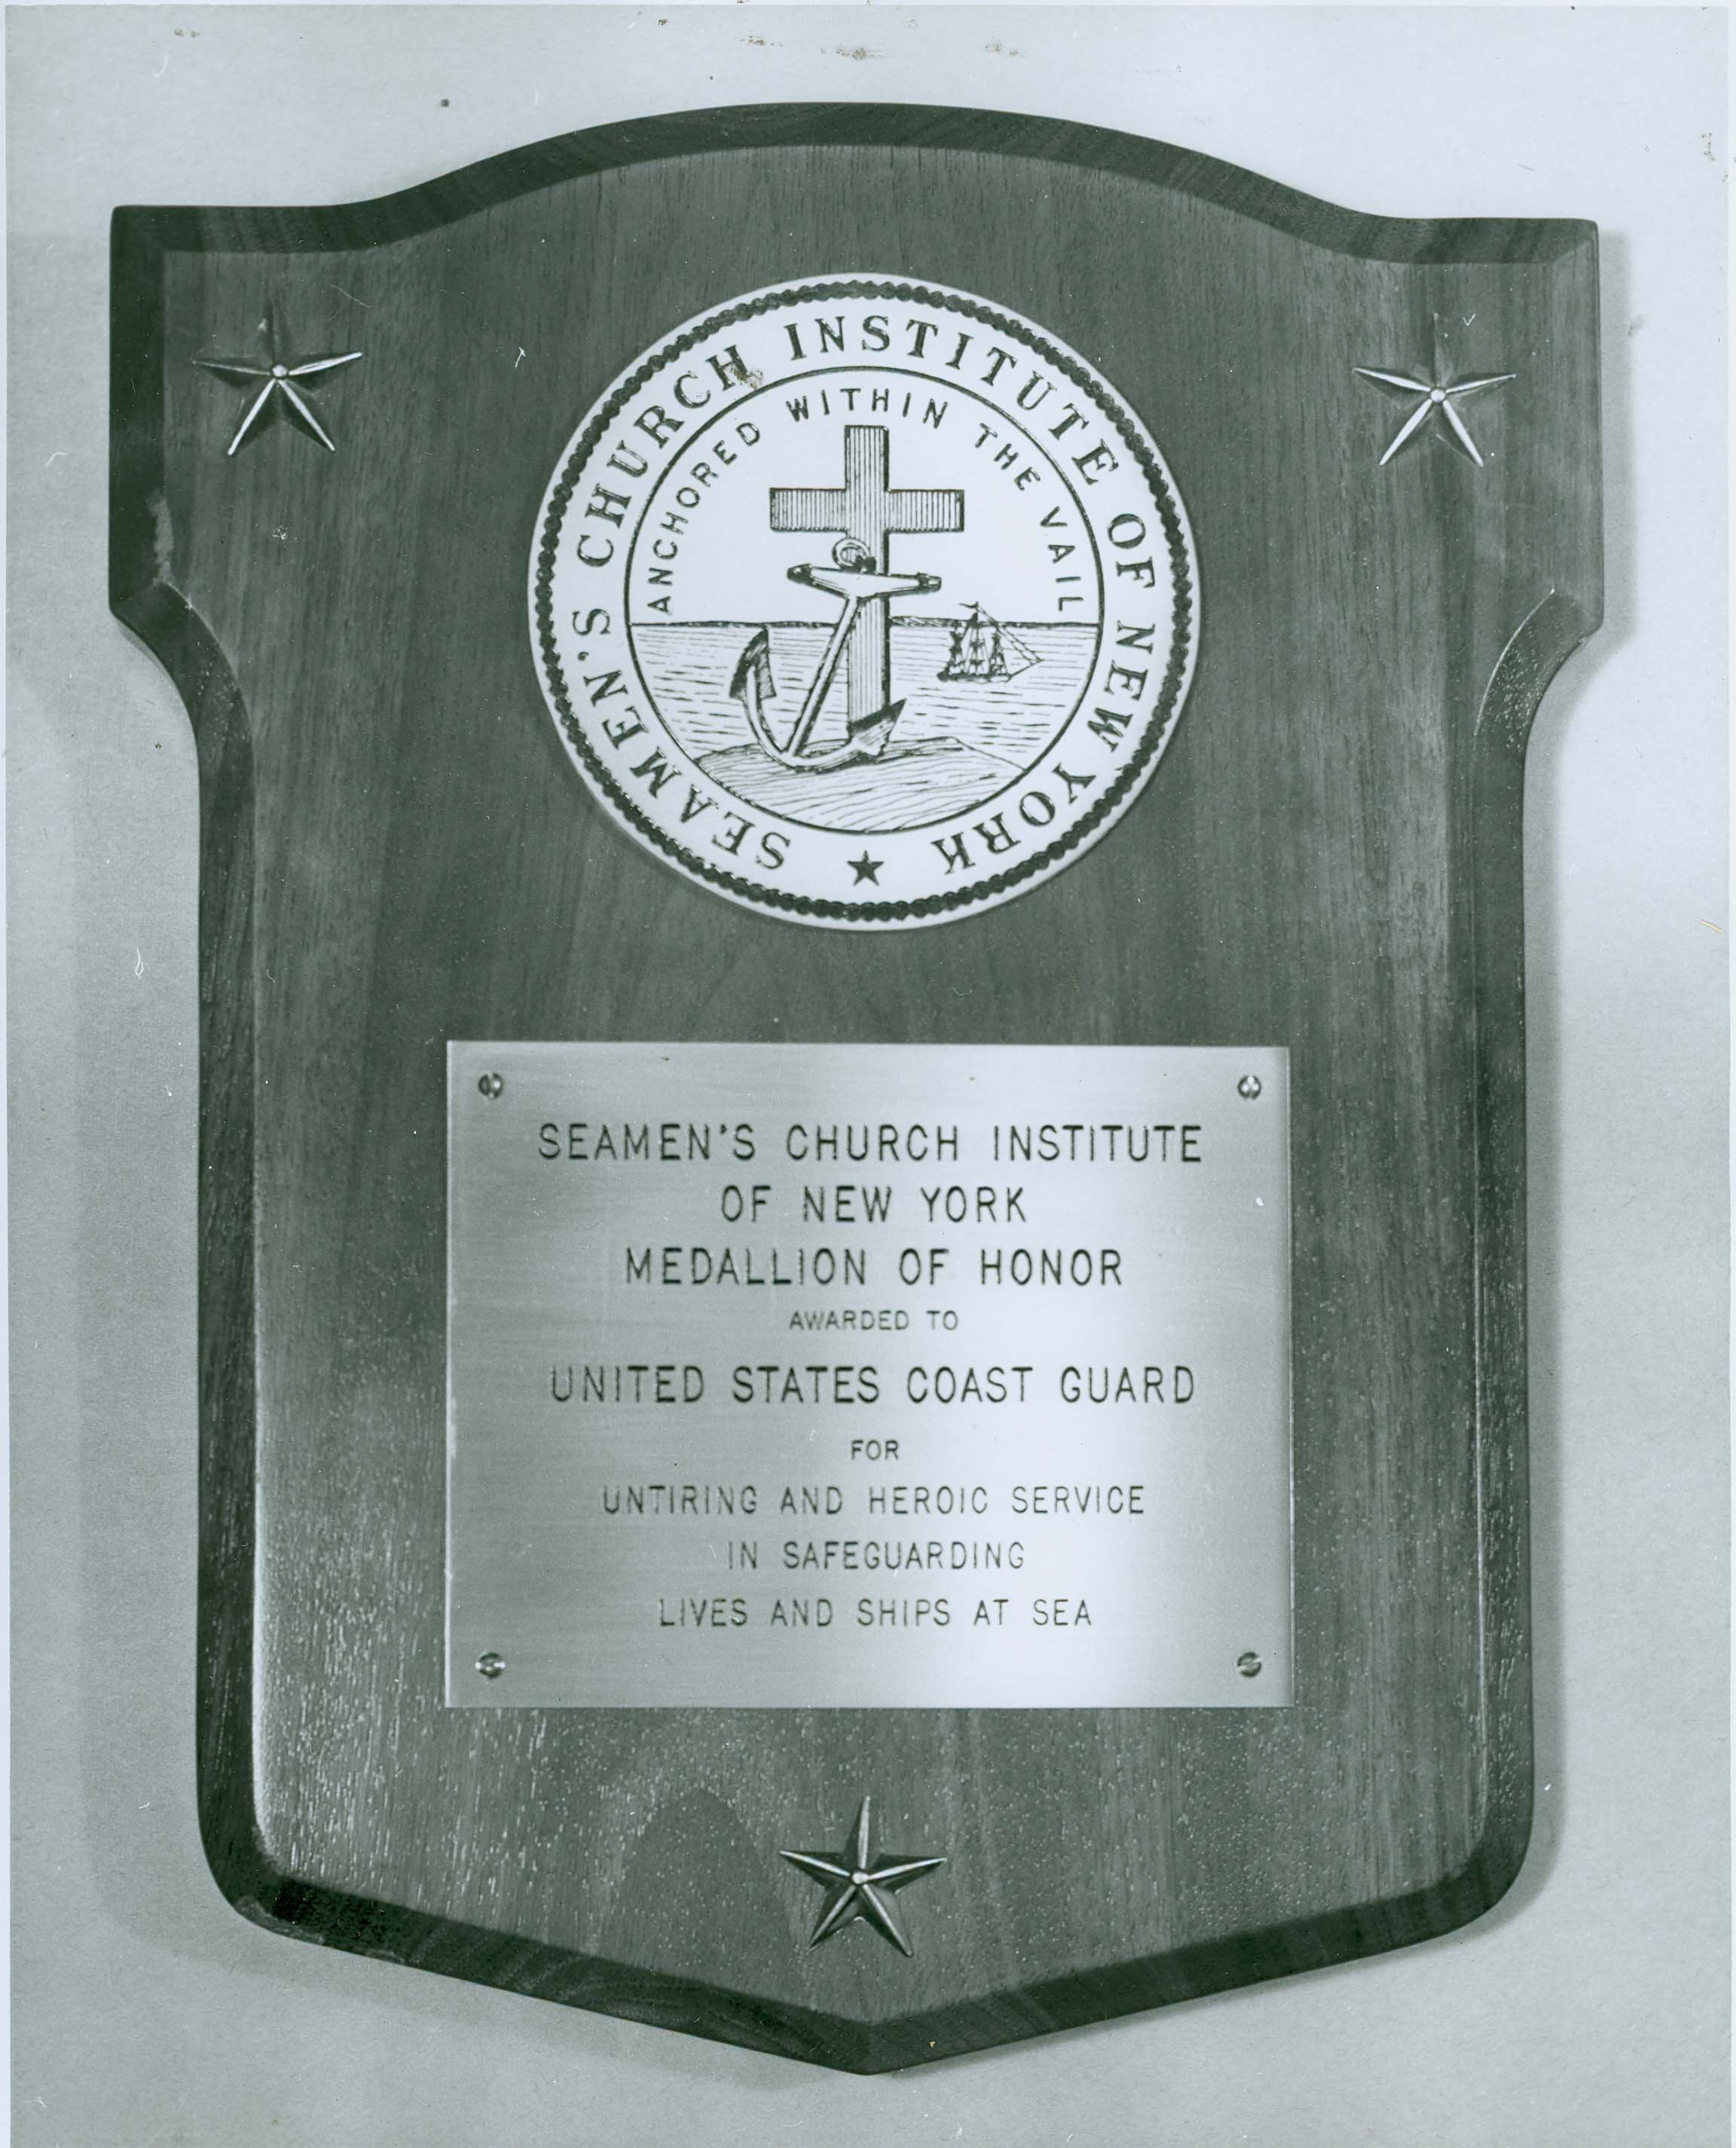 SEAMEN'S CHURCH INSTITUTE OF NEW YORK
ANCHORED WITHIN THE VAIL
SEAMEN'S CHURCH INSTITUTE
OF NEW YORK
MEDALLION OF HONOR
AWARDED TO
UNITED STATES COAST GUARD
FOR
UNTIRING AND HEROIC SERVICE
IN SAFEGUARDING
LIVES AND SHIPS AT SEA